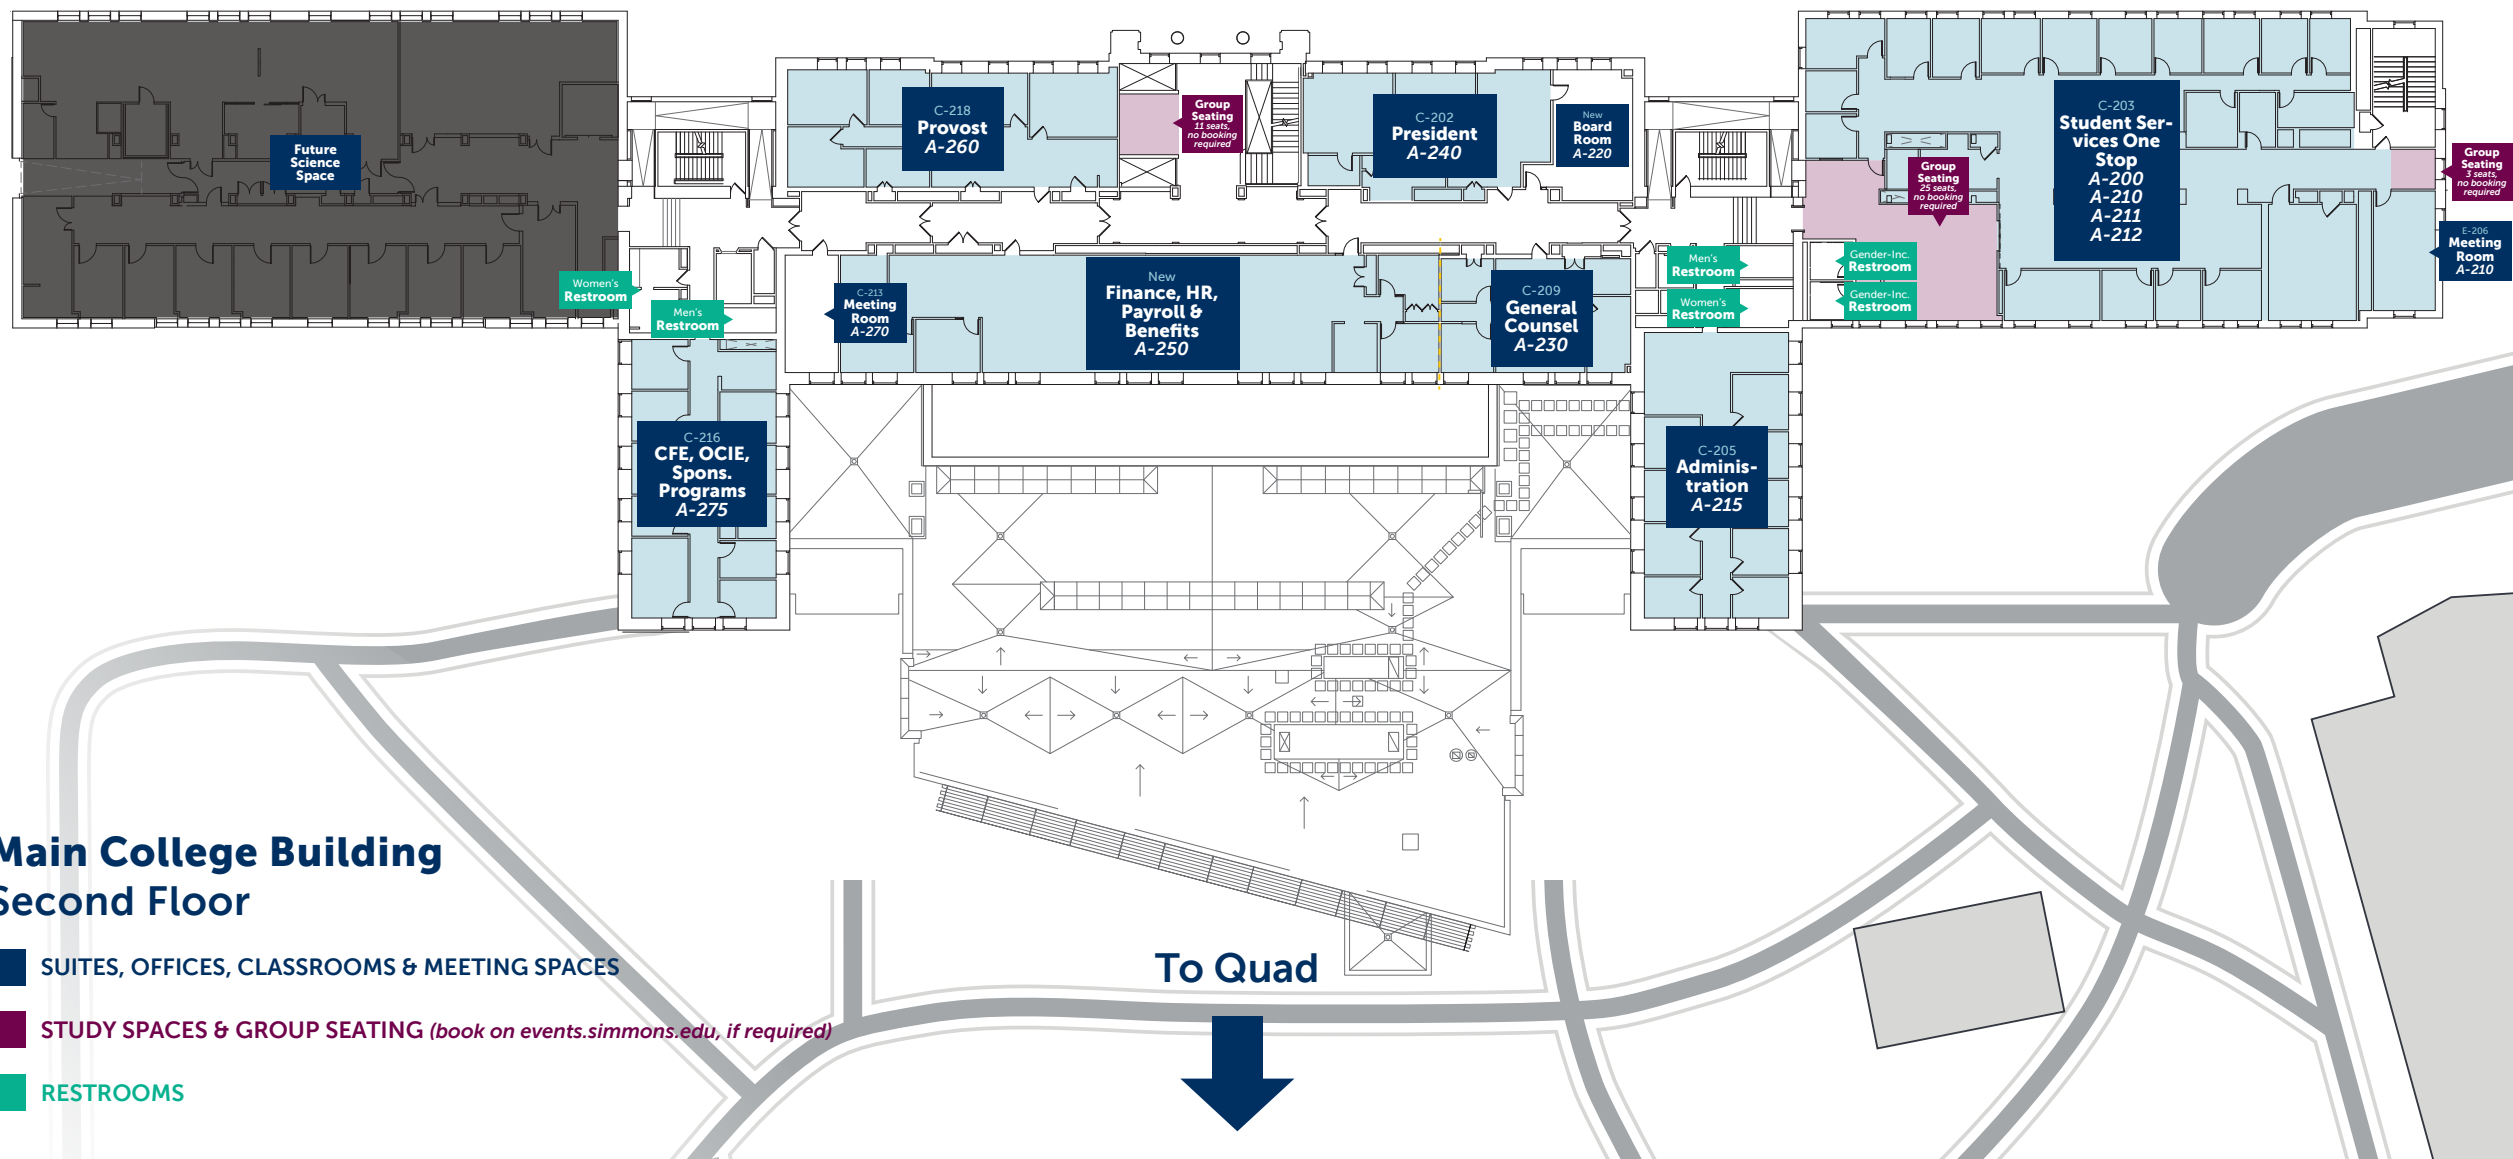 Future
Science
Space
C-218
Provost
A-260
Group
Seating
11 seats,
no booking
required
C-202
President
A-240
New
Board
Room
A-220
C-203
Student Ser-
vices One
Stop
A-200
A-210
A-211
A-212
Group
Seating
25 seats,
no booking
required
Group
Seating
3 seats,
no booking
required
E-206
Meeting
Room
A-210
Women's
Restroom
Men's
Restroom
C-213
Meeting
Room
A-270
New
Finance, HR,
Payroll &
Benefits
A-250
C-209
General
Counsel
A-230
Men's
Restroom
Women's
Restroom
Gender-Inc.
Restroom
Gender-Inc.
Restroom
C-216
CFE, OCIE,
Spons.
Programs
A-275
C-205
Adminis-
tration
A-215
Main College Building
Second Floor
SUITES, OFFICES, CLASSROOMS & MEETING SPACES
STUDY SPACES & GROUP SEATING (book on events.simmons.edu, if required)
RESTROOMS
To Quad